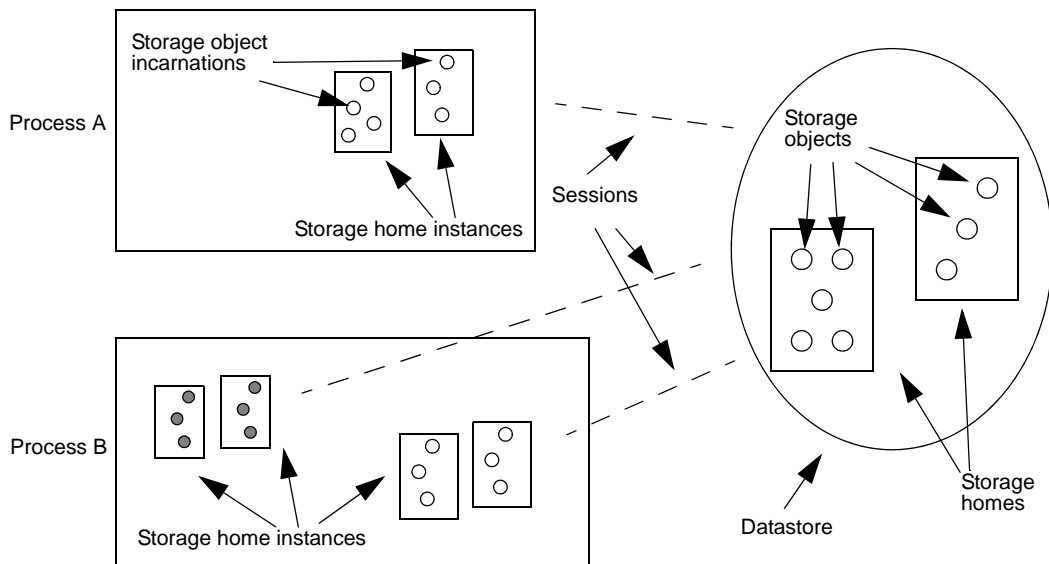 Storage object
incarnations
Process A
Storage home instances
Sessions
Storage
objects
Process B
Storage home instances
Datastore
Storage
homes